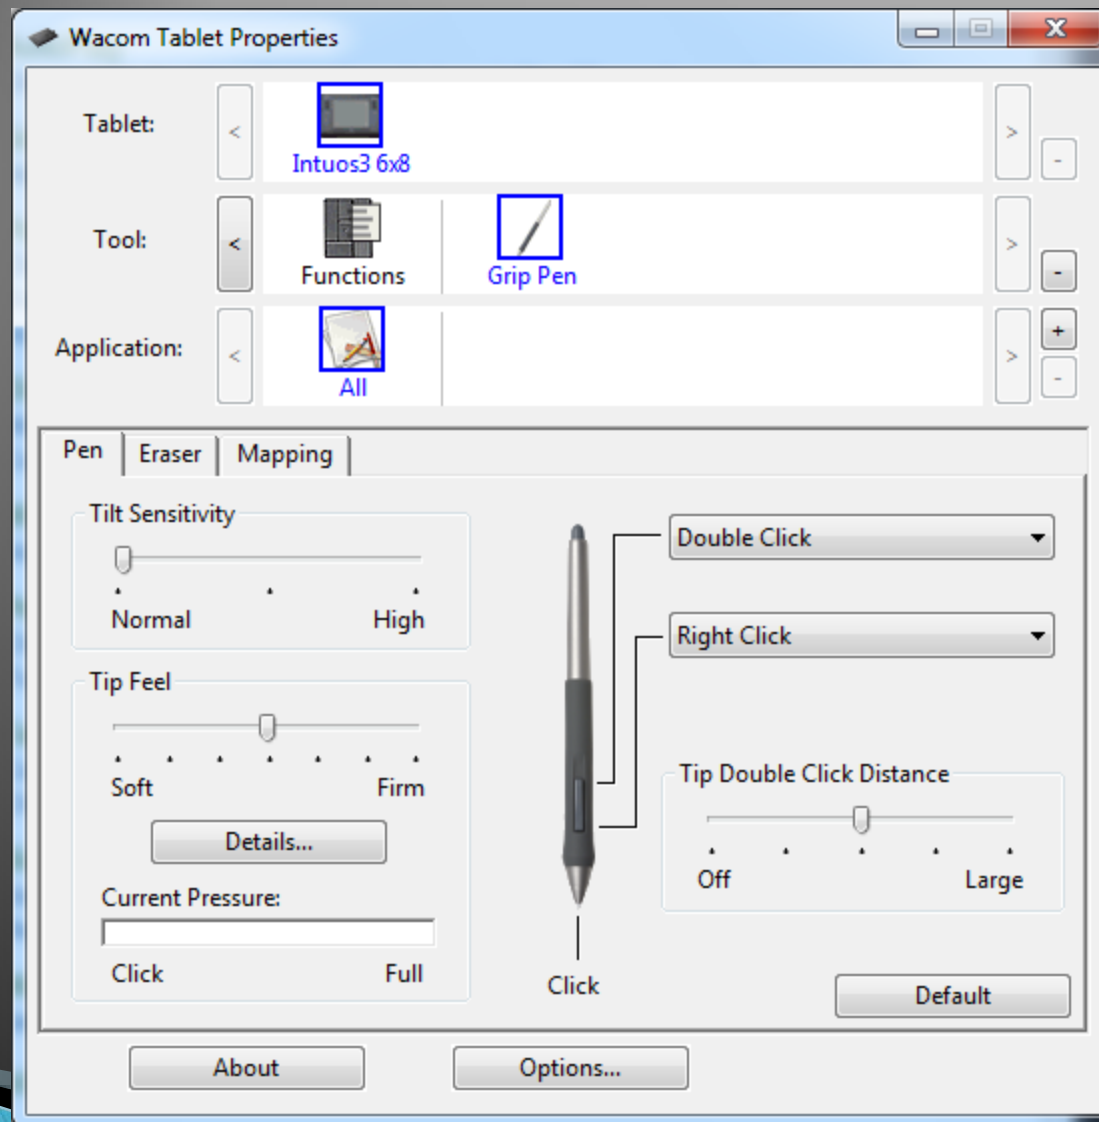 Wacom Tablet Properties
Tablet:
<
Intuos3 6x8
>
-
Tool:
<
Functions
Grip Pen
>
-
Application:
<
All
>
+
-
Pen
Eraser
Mapping
Tilt Sensitivity
Normal High
Tip Feel
Soft Firm
Details...
Current Pressure:
Click Full
Double Click
Right Click
Click
Tip Double Click Distance
Off Large
Default
About
Options...